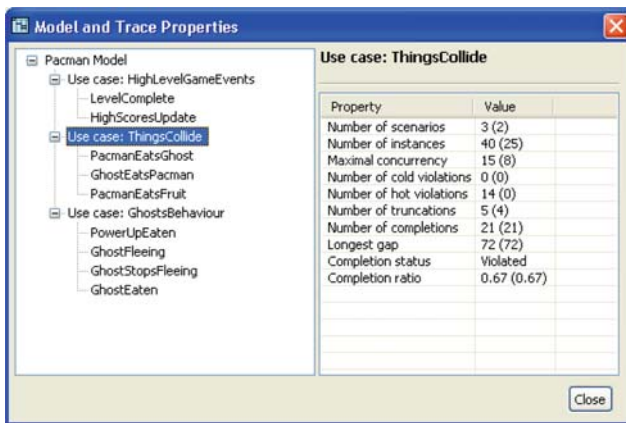 Model and Trace Properties
Pacman Model
Use case: HighLevelGameEvents
LevelComplete
HighScoresUpdate
Use case: ThingsCollide
PacmanEatsGhost
GhostEatsPacman
PacmanEatsFruit
Use case: GhostsBehaviour
PowerUpEaten
GhostFleeing
GhostStopsFleeing
GhostEaten
Use case: ThingsCollide
Property Value
Number of scenarios 3 (2)
Number of instances 40 (25)
Maximal concurrency 15 (8)
Number of cold violations 0 (0)
Number of hot violations 14 (0)
Number of truncations 5 (4)
Number of completions 21 (21)
Longest gap 72 (72)
Completion status Violated
Completion ratio 0.67 (0.67)
Close